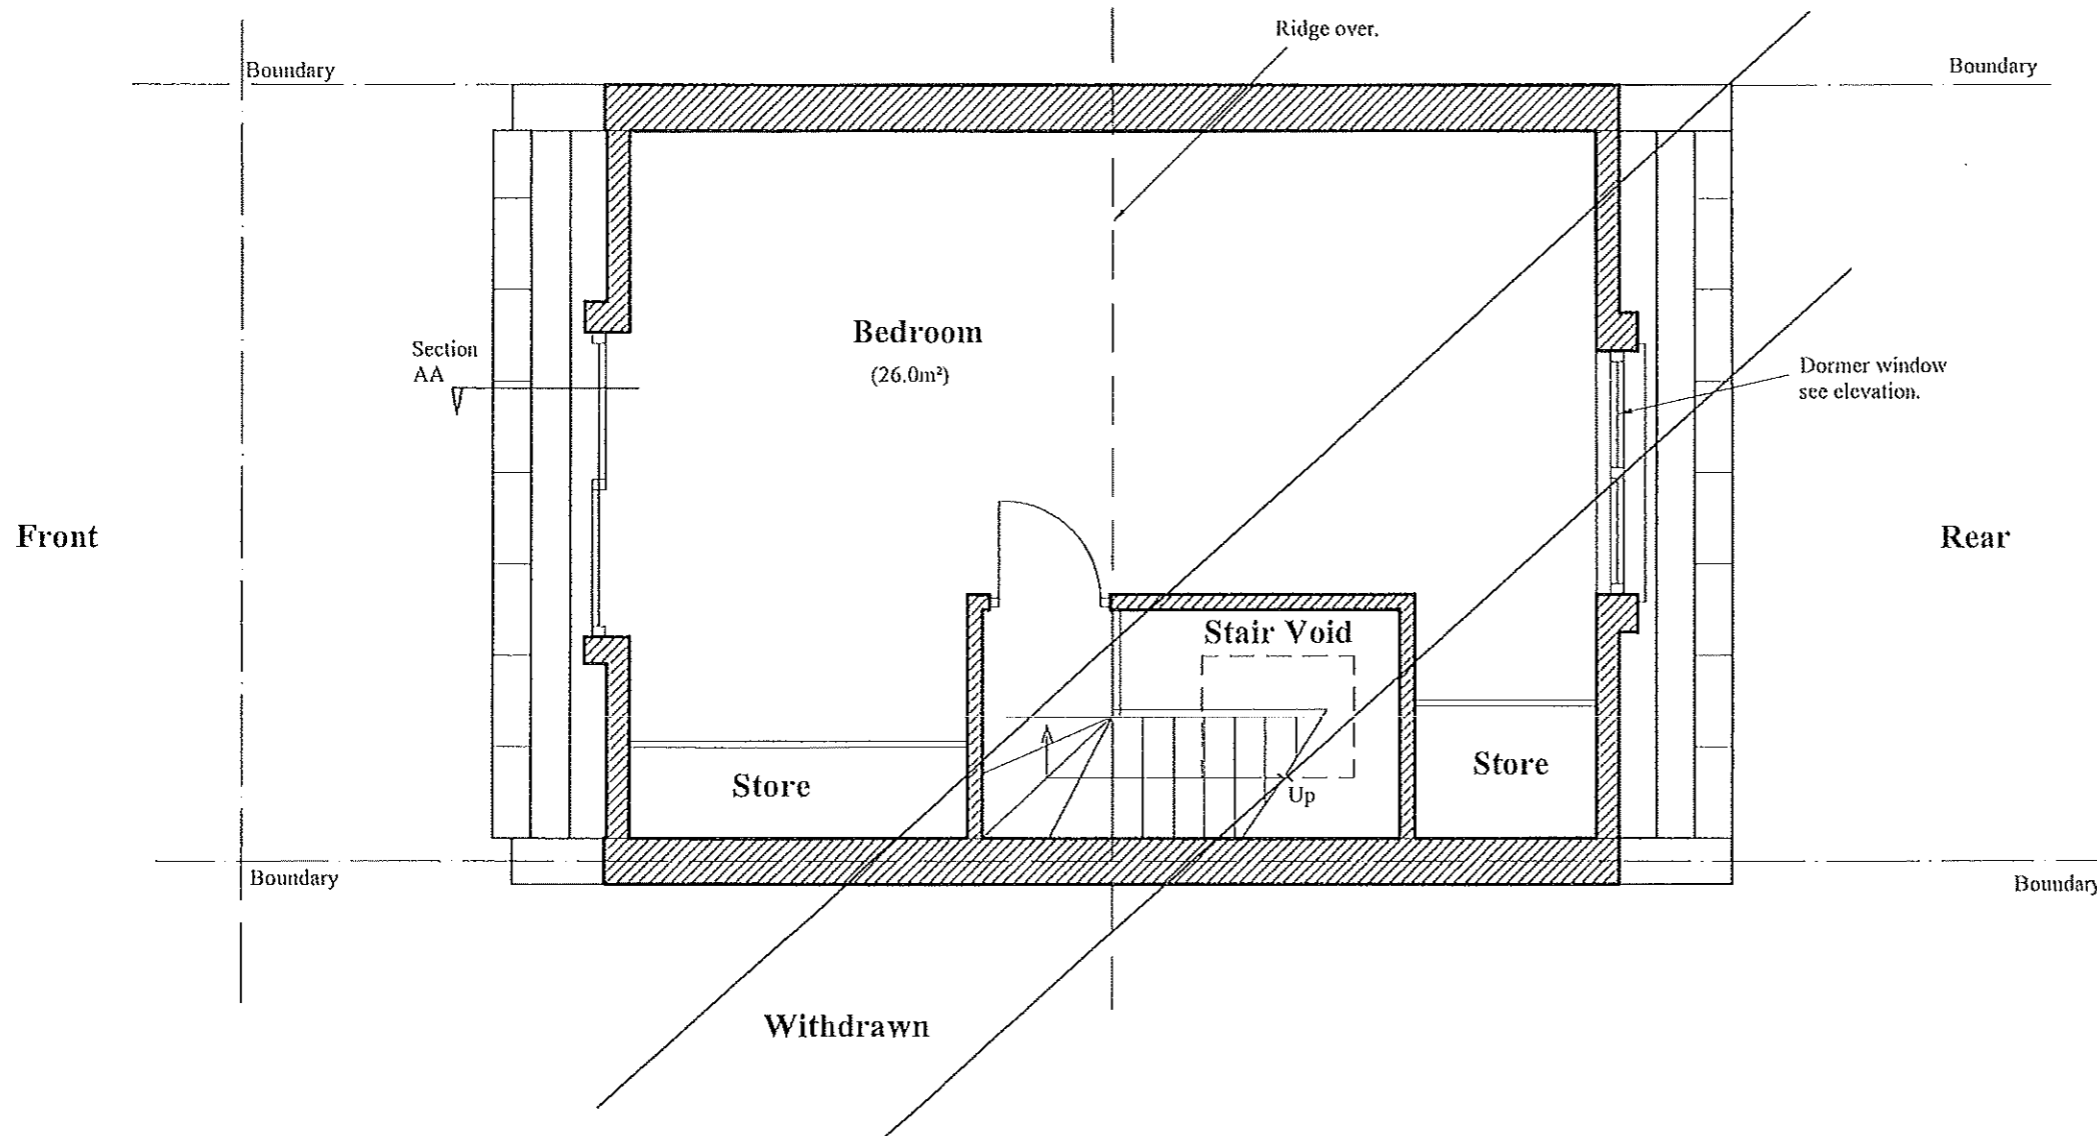 Ridge over.
Boundary
Boundary
Bedroom
(26.0m²)
Section
AA
Dormer window
see elevation.
Front
Rear
Stair Void
Store
Store
Up
Boundary
Boundary
Withdrawn